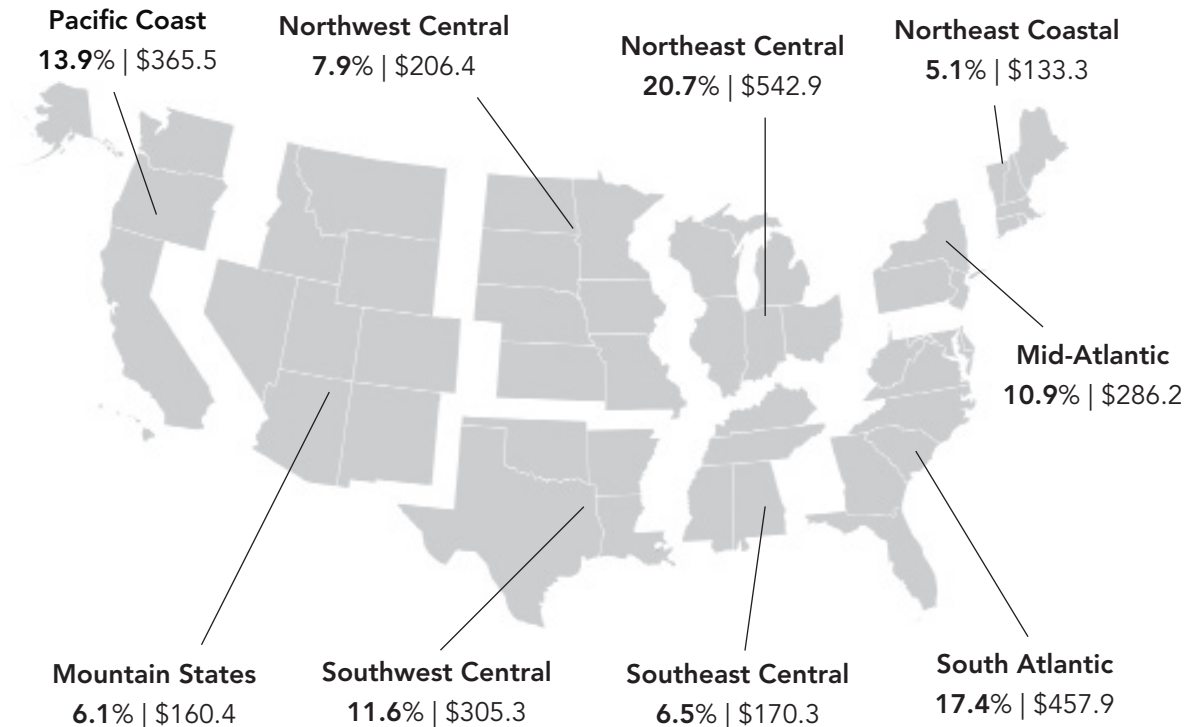 Pacific Coast
13.9% | $365.5
Northwest Central
7.9% | $206.4
Northeast Central
20.7% | $542.9
Northeast Coastal
5.1% | $133.3
Mid-Atlantic
10.9% | $286.2
Mountain States
6.1% | $160.4
Southwest Central
11.6% | $305.3
Southeast Central
6.5% | $170.3
South Atlantic
17.4% | $457.9